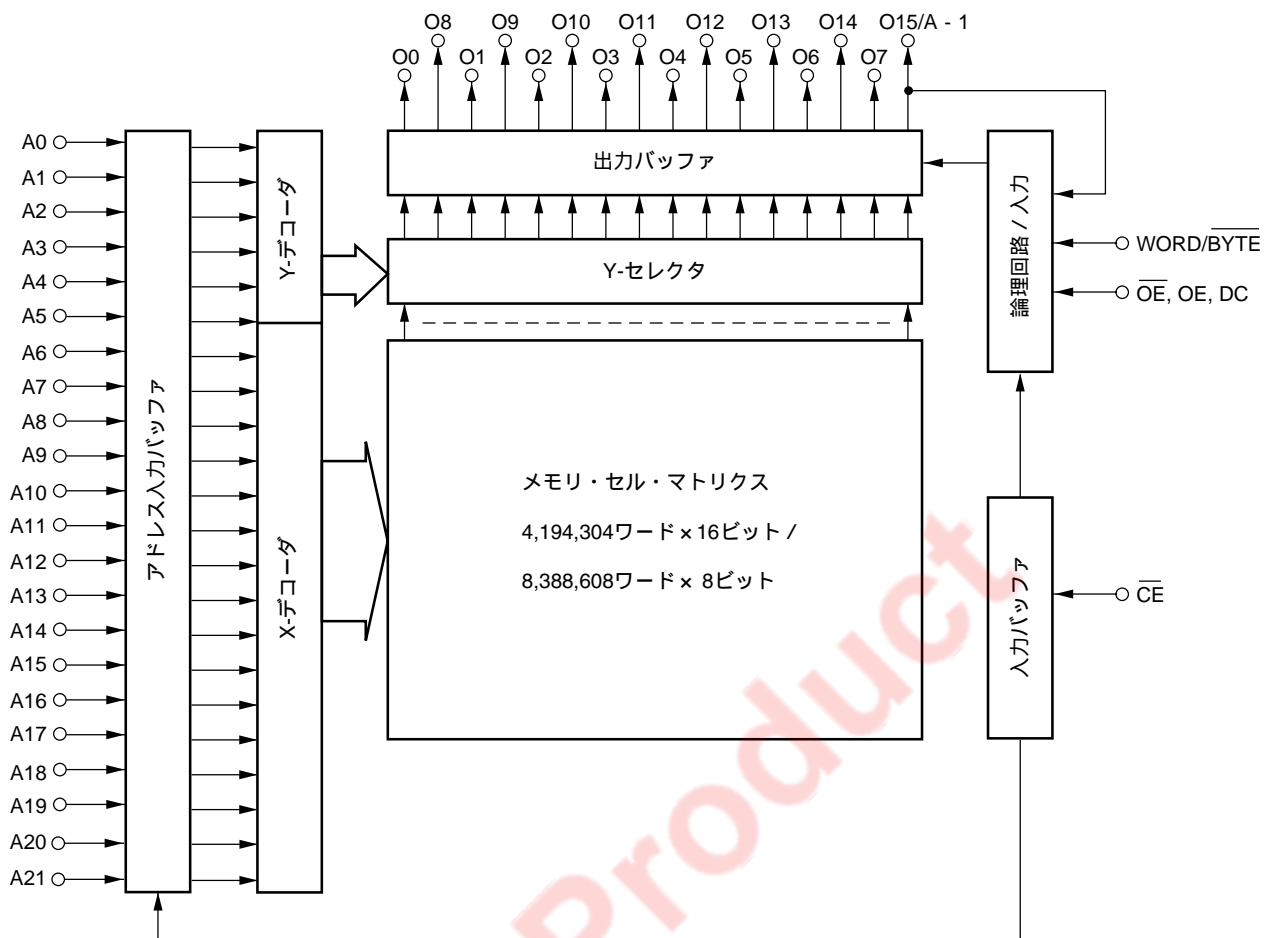 O8 O9 O10 O11 O12 O13 O14 O15/A - 1
O0 O1 O2 O3 O4 O5 O6 O7
A0
A1
A2
A3
A4
A5
A6
A7
A8
A9
A10
A11
A12
A13
A14
A15
A16
A17
A18
A19
A20
A21
アドレス入力バッファ
Y-デコーダ
X-デコーダ
出力バッファ
Y-セレクタ
メモリ・セル・マトリクス
4,194,304ワード×16ビット /
8,388,608ワード× 8ビット
論理回路 / 入力
WORD/B̅Y̅T̅E̅
O̅E̅, OE, DC
入力バッファ
C̅E̅
Product